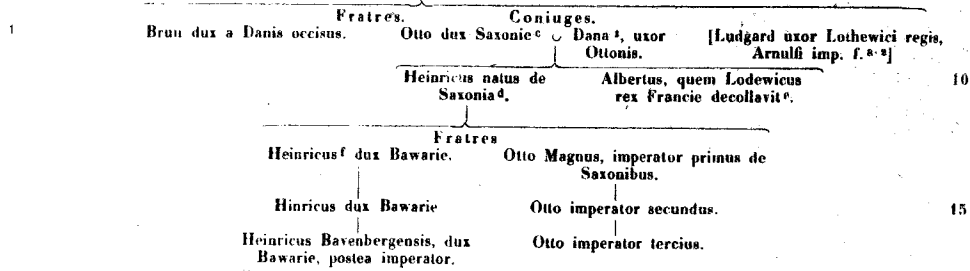 Fratres. Coniuges.
1 Brun dux a Danis occisus. Otto dux Saxonie c ◡ Dana 1, uxor [Ludgard uxor Lothewici regis,
Ottonis. Arnulfi imp. f. a. 2]
Heinricus natus de Albertus, quem Lodewicus 10
Saxonia d. rex Francie decollavit e.
Fratres
Heinricus f dux Bawarie. Otto Magnus, imperator primus de
Saxonibus.
Hinricus dux Bawarie Otto imperator secundus. 15
Heinricus Bavenbergensis, dux Otto imperator tercius.
Bawarie, postea imperator.